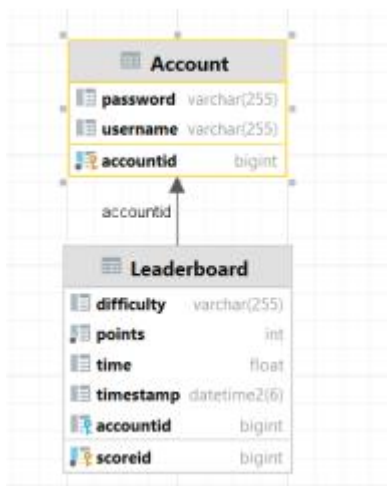 Account
password varchar(255)
username varchar(255)
accountid bigint
accountid
Leaderboard
difficulty varchar(255)
points int
time float
timestamp datetime2(6)
accountid bigint
scoreid bigint